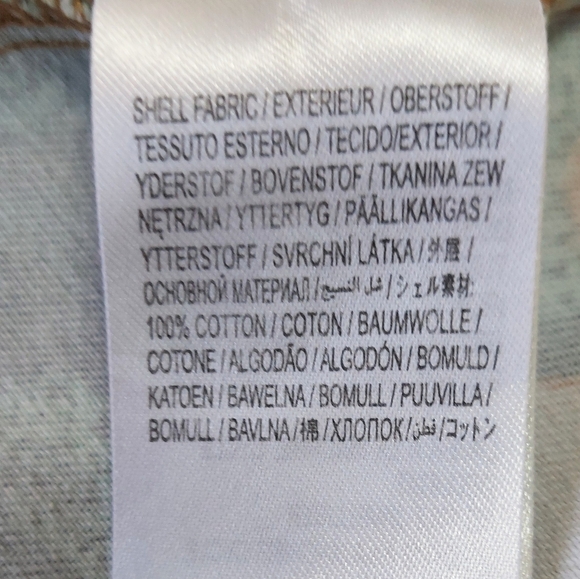 SHELL FABRIC / EXTERIEUR / OBERSTOFF /
TESSUTO ESTERNO / TECIDO/EXTERIOR /
YDERSTOF / BOVENSTOF / TKANINA ZEW
NĘTRZNA / YTTERTYG / PÄÄLLIKANGAS /
YTTERSTOFF / SVRCHNÍ LÁTKA / 外層 /
ОСНОВНОЙ МАТЕРИАЛ / النسيج / シェル素材:
100% COTTON / COTON / BAUMWOLLE /
COTONE / ALGODÃO / ALGODÓN / BOMULD /
KATOEN / BAWELNA / BOMULL / PUUVILLA /
BOMULL / BAVLNA / 棉 / ХЛОПОК / قطن / コットン